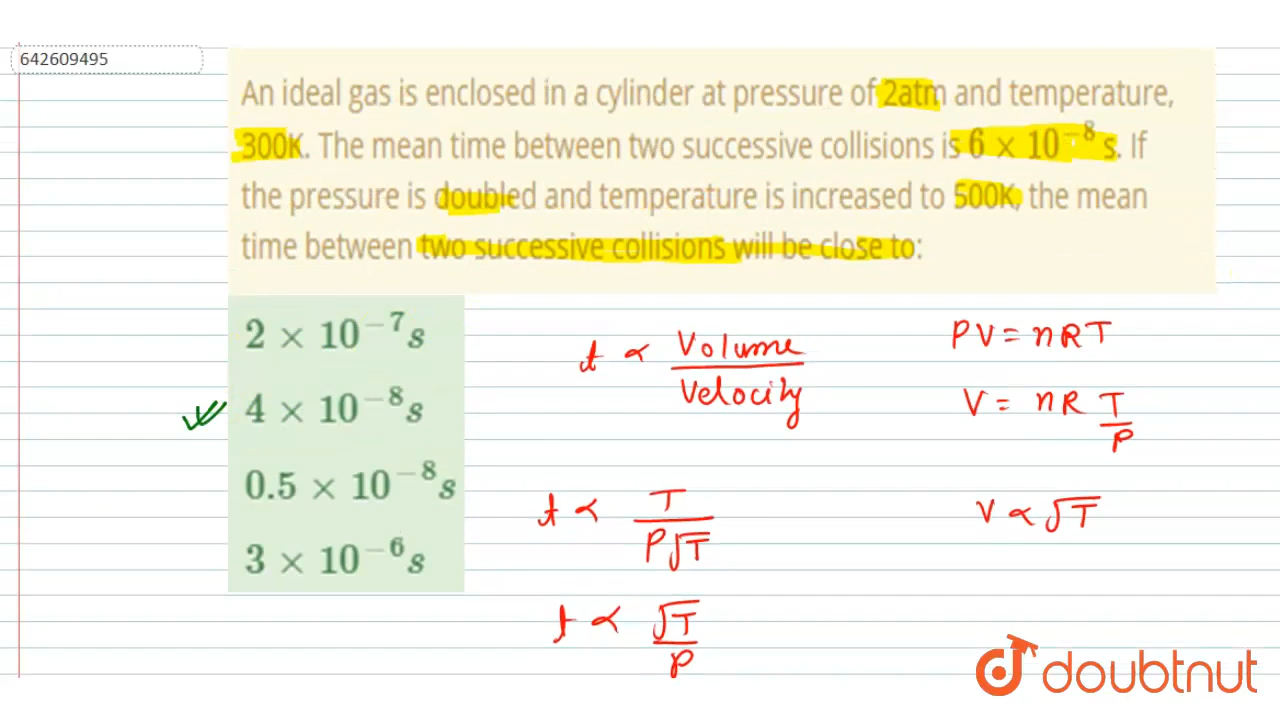 642609495
An ideal gas is enclosed in a cylinder at pressure of 2atm and temperature,
300K. The mean time between two successive collisions is 6 × 10⁻⁸ s. If
the pressure is doubled and temperature is increased to 500K, the mean
time between two successive collisions will be close to:
2 × 10⁻⁷ s
4 × 10⁻⁸ s
0.5 × 10⁻⁸ s
3 × 10⁻⁶ s
t ∝ Volume / Velocity
t ∝ T / P√T
t ∝ √T / P
PV = nRT
V = nR T / P
V ∝ √T
doubtnut